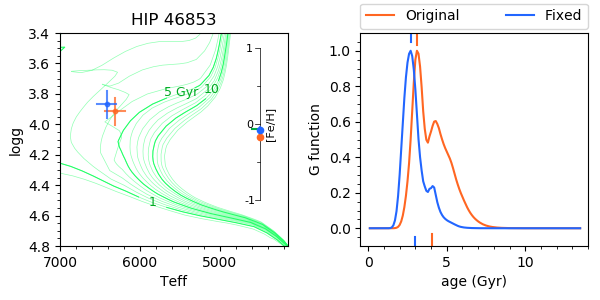 HIP 46853
Original Fixed
3.4
3.6
3.8
4.0
4.2
4.4
4.6
4.8
logg
7000 6000 5000
Teff
5 Gyr 10
1
1
0
-1
[Fe/H]
1.0
0.8
0.6
0.4
0.2
0.0
G function
0 5 10
age (Gyr)